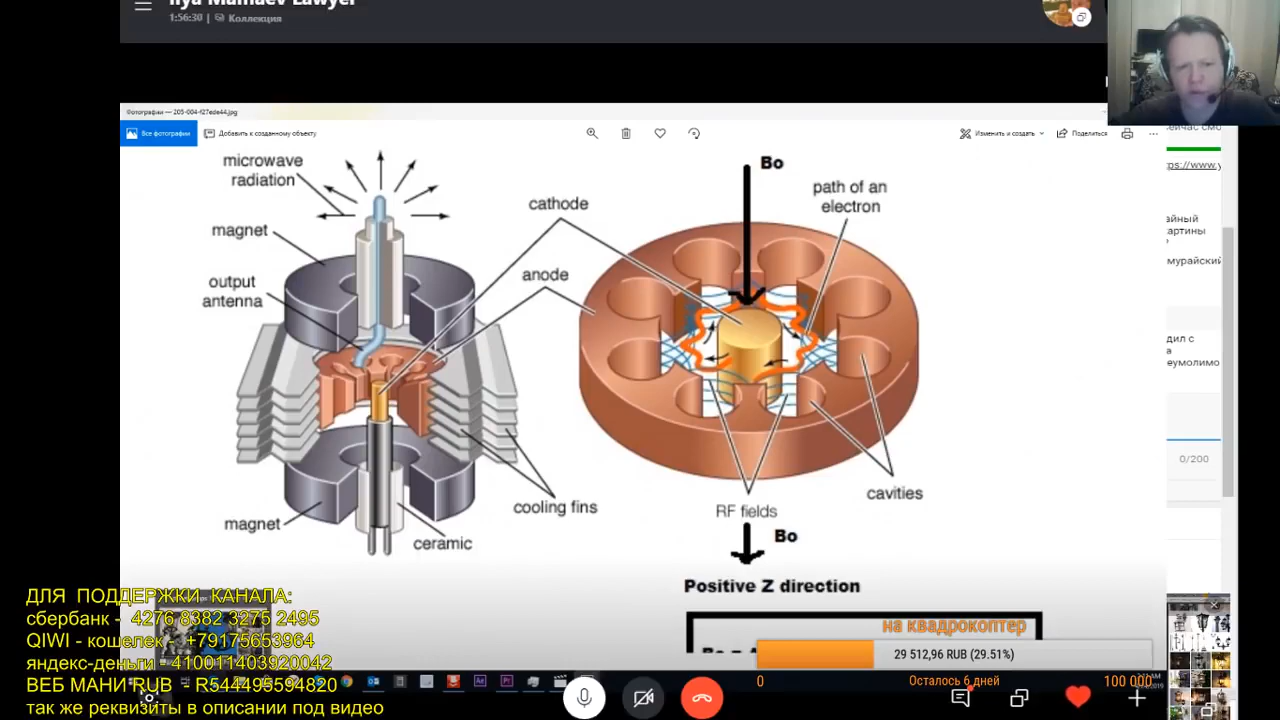 Ilya Mamaev Lawyer
1:56:30 | Коллекция
Фотографии — 205-004-f27ede44.jpg
Все фотографии
Добавить к созданному объекту
Изменить и создать
Поделиться
microwave
radiation
magnet
output
antenna
cathode
anode
cooling fins
magnet
ceramic
Bo
path of an
electron
cavities
RF fields
Bo
Positive Z direction
0/200
ДЛЯ ПОДДЕРЖКИ КАНАЛА:
сбербанк - 4276 8382 3275 2495
QIWI - кошелек - +79175653964
яндекс-деньги - 410011403920042
ВЕБ МАНИ RUB - R544495594820
так же реквизиты в описании под видео
на квадрокоптер
29 512,96 RUB (29.51%)
0
Осталось 6 дней
100 000